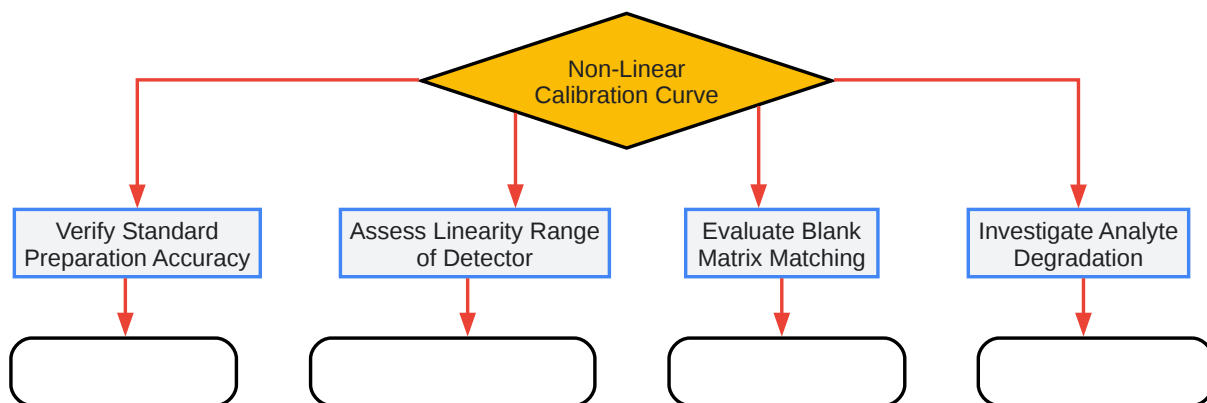 Non-Linear
Calibration Curve
Verify Standard
Preparation Accuracy
Assess Linearity Range
of Detector
Evaluate Blank
Matrix Matching
Investigate Analyte
Degradation